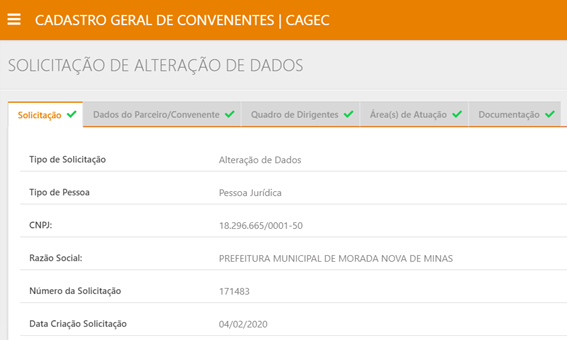 CADASTRO GERAL DE CONVENENTES | CAGEC
SOLICITAÇÃO DE ALTERAÇÃO DE DADOS
Solicitação Dados do Parceiro/Convenente Quadro de Dirigentes Área(s) de Atuação Documentação
Tipo de Solicitação Alteração de Dados
Tipo de Pessoa Pessoa Jurídica
CNPJ: 18.296.665/0001-50
Razão Social: PREFEITURA MUNICIPAL DE MORADA NOVA DE MINAS
Número da Solicitação 171483
Data Criação Solicitação 04/02/2020